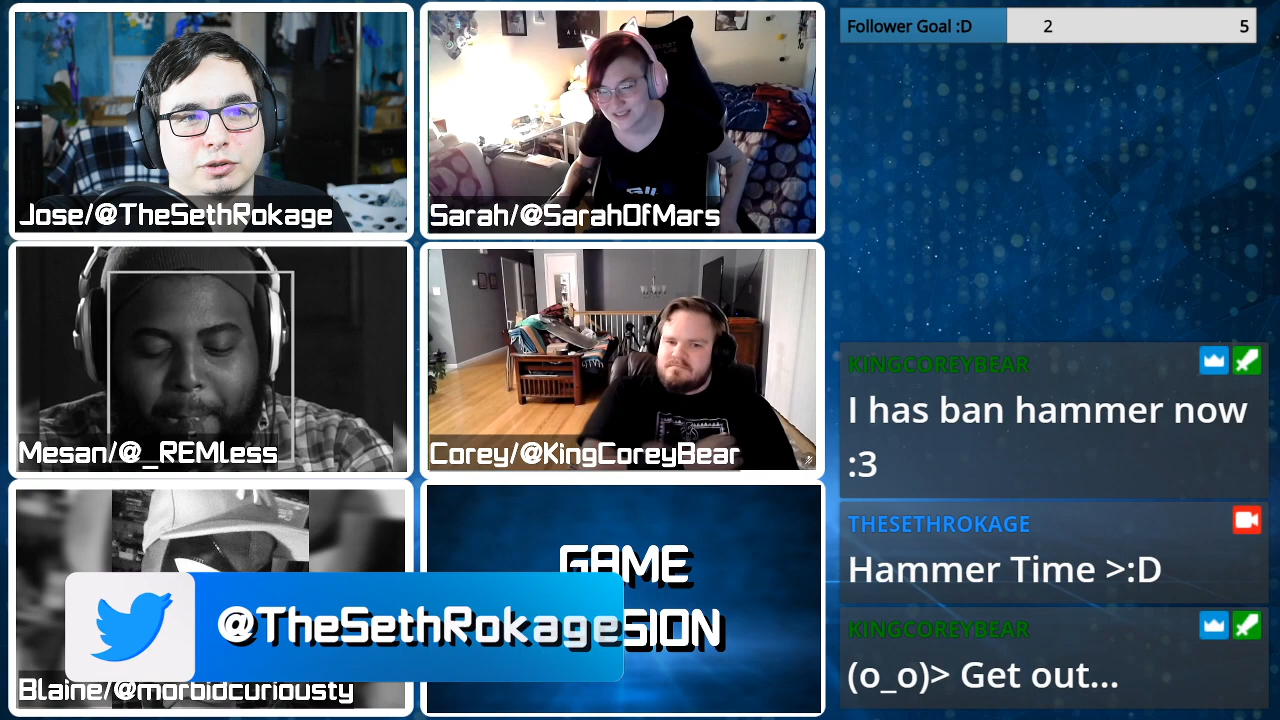 Jose/@TheSethRokage
Sarah/@SarahOfMars
Mesan/@_REMless
Corey/@KingCoreyBear
GAME
SION
@TheSethRokage
Blaine/@morbidcuriousty
Follower Goal :D 2 5
KINGCOREYBEAR
I has ban hammer now
:3
THESETHROKAGE
Hammer Time >:D
KINGCOREYBEAR
(o_o)> Get out...